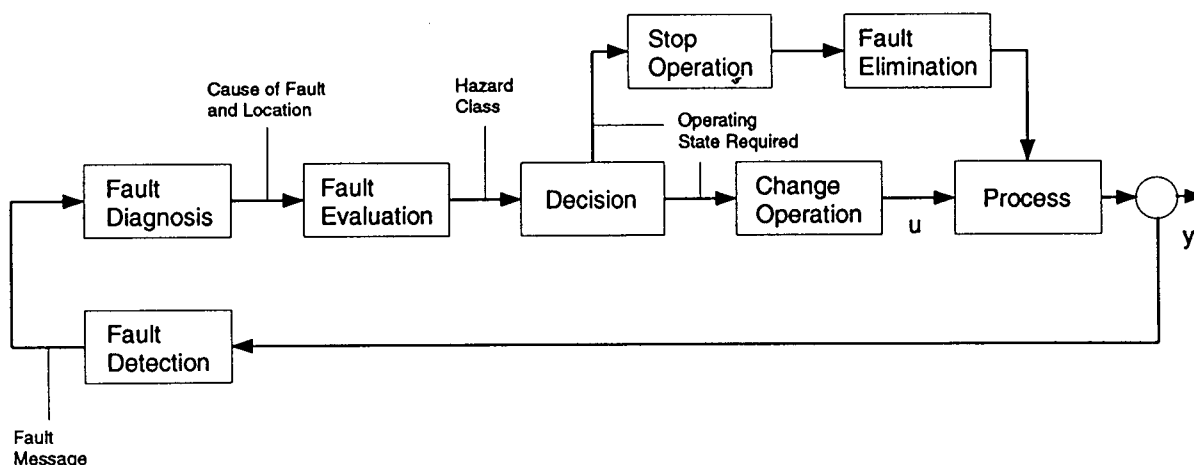 Stop
Operation
Fault
Elimination
Cause of Fault
and Location
Hazard
Class
Operating
State Required
Fault
Diagnosis
Fault
Evaluation
Decision
Change
Operation
Process
u
y
Fault
Detection
Fault
Message